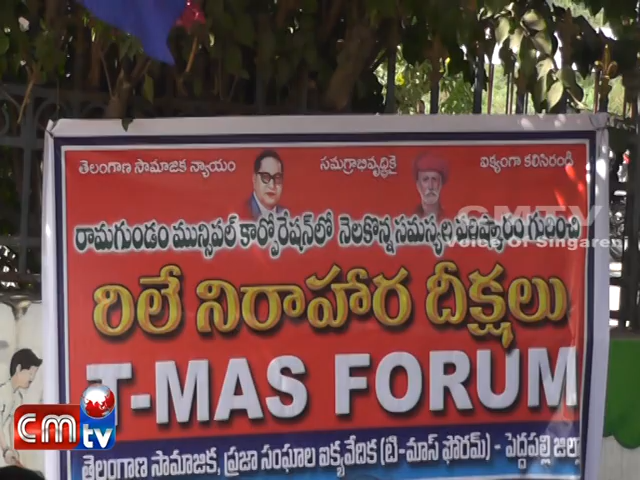 తెలంగాణ సామాజిక న్యాయం సమగ్రాభివృద్ధికై ఐక్యంగా కలిసిరండి
రామగుండం మున్సిపల్ కార్పోరేషన్‌లో నెలకొన్న సమస్యల పరిష్కారం గురించి
CMTV
Voice Of Singareni
రిలే నిరాహార దీక్షలు
T-MAS FORUM
CM tv
తెలంగాణ సామాజిక, ప్రజా సంఘాల ఐక్యవేదిక (టి-మాస్ ఫోరమ్) - పెద్దపల్లి జిల్లా